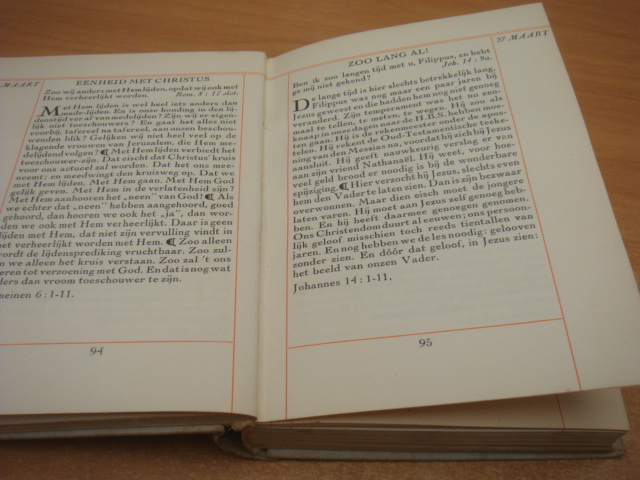 MAART
EENHEID MET CHRISTUS
Zoo wij anders met Hem lijden, opdat wij ook met
Hem verheerlijkt worden. Rom. 8 : 17 slot.
Met Hem lijden is wel heel iets anders dan
mede-lijden. En is onze houding in den lij-
denstijd ver af van medelijden? Zijn wij er eigen-
lijk niet toeschouwers? En gaat het alles niet
voorbij, tafereel na tafereel, aan onzen beschou-
wenden blik? Gelijken wij niet heel veel op de
klagende vrouwen van Jeruzalem, die Hem me-
delijdend volgen? ¶ Met Hem lijden verbiedt het
toeschouwer-zijn. Dat eischt dat Christus' kruis
voor ons actueel zal worden. Dat het ons mee-
neemt; en meedwingt den kruisweg op. Dat we
met Hem lijden. Met Hem gaan. Met Hem God
gelijk geven. Met Hem in de verlatenheid zijn?
Met Hem aanhooren het „neen” van God! ¶ Als
we echter dat „neen” hebben aangehoord, goed
gehoord, dan hooren we ook het „ja”, dan wor-
den we ook met Hem verheerlijkt. Daar is geen
lijden met Hem, dat niet zijn vervulling vindt in
het verheerlijkt worden met Hem. ¶ Zoo alleen
wordt de lijdensprediking vruchtbaar. Zoo zul-
len we alleen het kruis verstaan. Zoo zal 't ons
eren tot verzoening met God. En dat is nog wat
anders dan vroom toeschouwer te zijn.
meinen 6 : 1-11.
94
27 MAART
ZOO LANG AL!
Ben ik zoo langen tijd met u, Filippus, en hebt
ge mij niet gekend? Joh. 14 : 9a.
De lange tijd is hier slechts betrekkelijk lang.
Filippus was nog maar een paar jaren bij
Jezus geweest en die hadden hem nog niet genoeg
veranderd. Zijn temperament was het nu een-
maal te tellen, te meten, te wegen. Hij zou als
knaap in onze dagen naar de H.B.S. hebben moe-
ten gaan. Hij is de rekenmeester onder de apos-
telen. Hij rekent de Oud-Testamentische teeke-
ning van den Messias na, voordat hij zich bij Jezus
aansluit. Hij geeft nauwkeurig verslag er van
aan zijn vriend Nathanaël. Hij weet, voor hoe-
veel geld brood er noodig is bij de wonderbare
spijziging. ¶ Hier verzocht hij Jezus, slechts even
hem den Vader te laten zien. Dan is zijn bezwaar
overwonnen. Maar dien eisch moet de jongere
laten varen. Hij moet aan Jezus zelf genoeg heb-
ben. En hij heeft daarmee genoegen genomen.
Ons Christendom duurt al eeuwen; ons persoon-
lijk geloof misschien toch reeds tientallen van
jaren. En nog hebben we de les noodig: gelooven
zonder zien. En dóór dat geloof, in Jezus zien:
het beeld van onzen Vader.
Johannes 14 : 1-11.
95